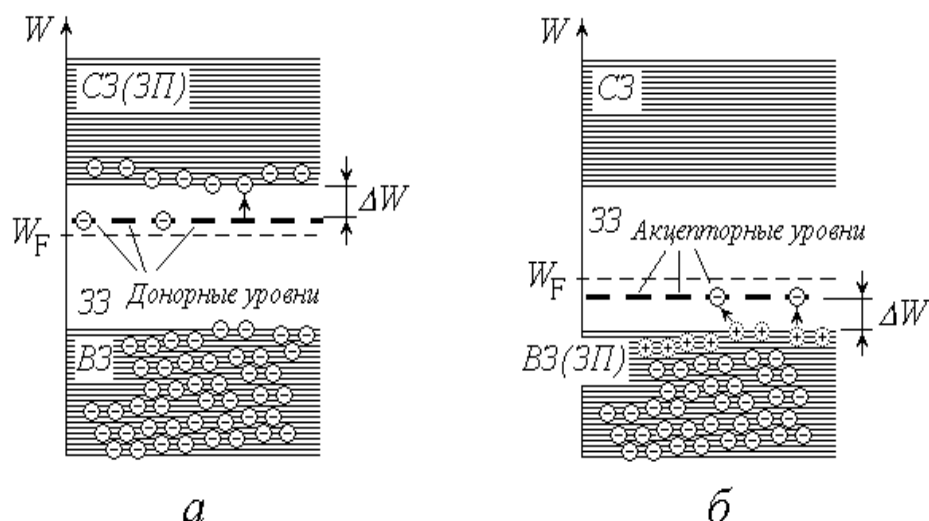 W
СЗ(ЗП)
ΔW
W_F
Донорные уровни
ЗЗ
ВЗ
а
W
СЗ
ЗЗ
Акцепторные уровни
W_F
ΔW
ВЗ(ЗП)
б